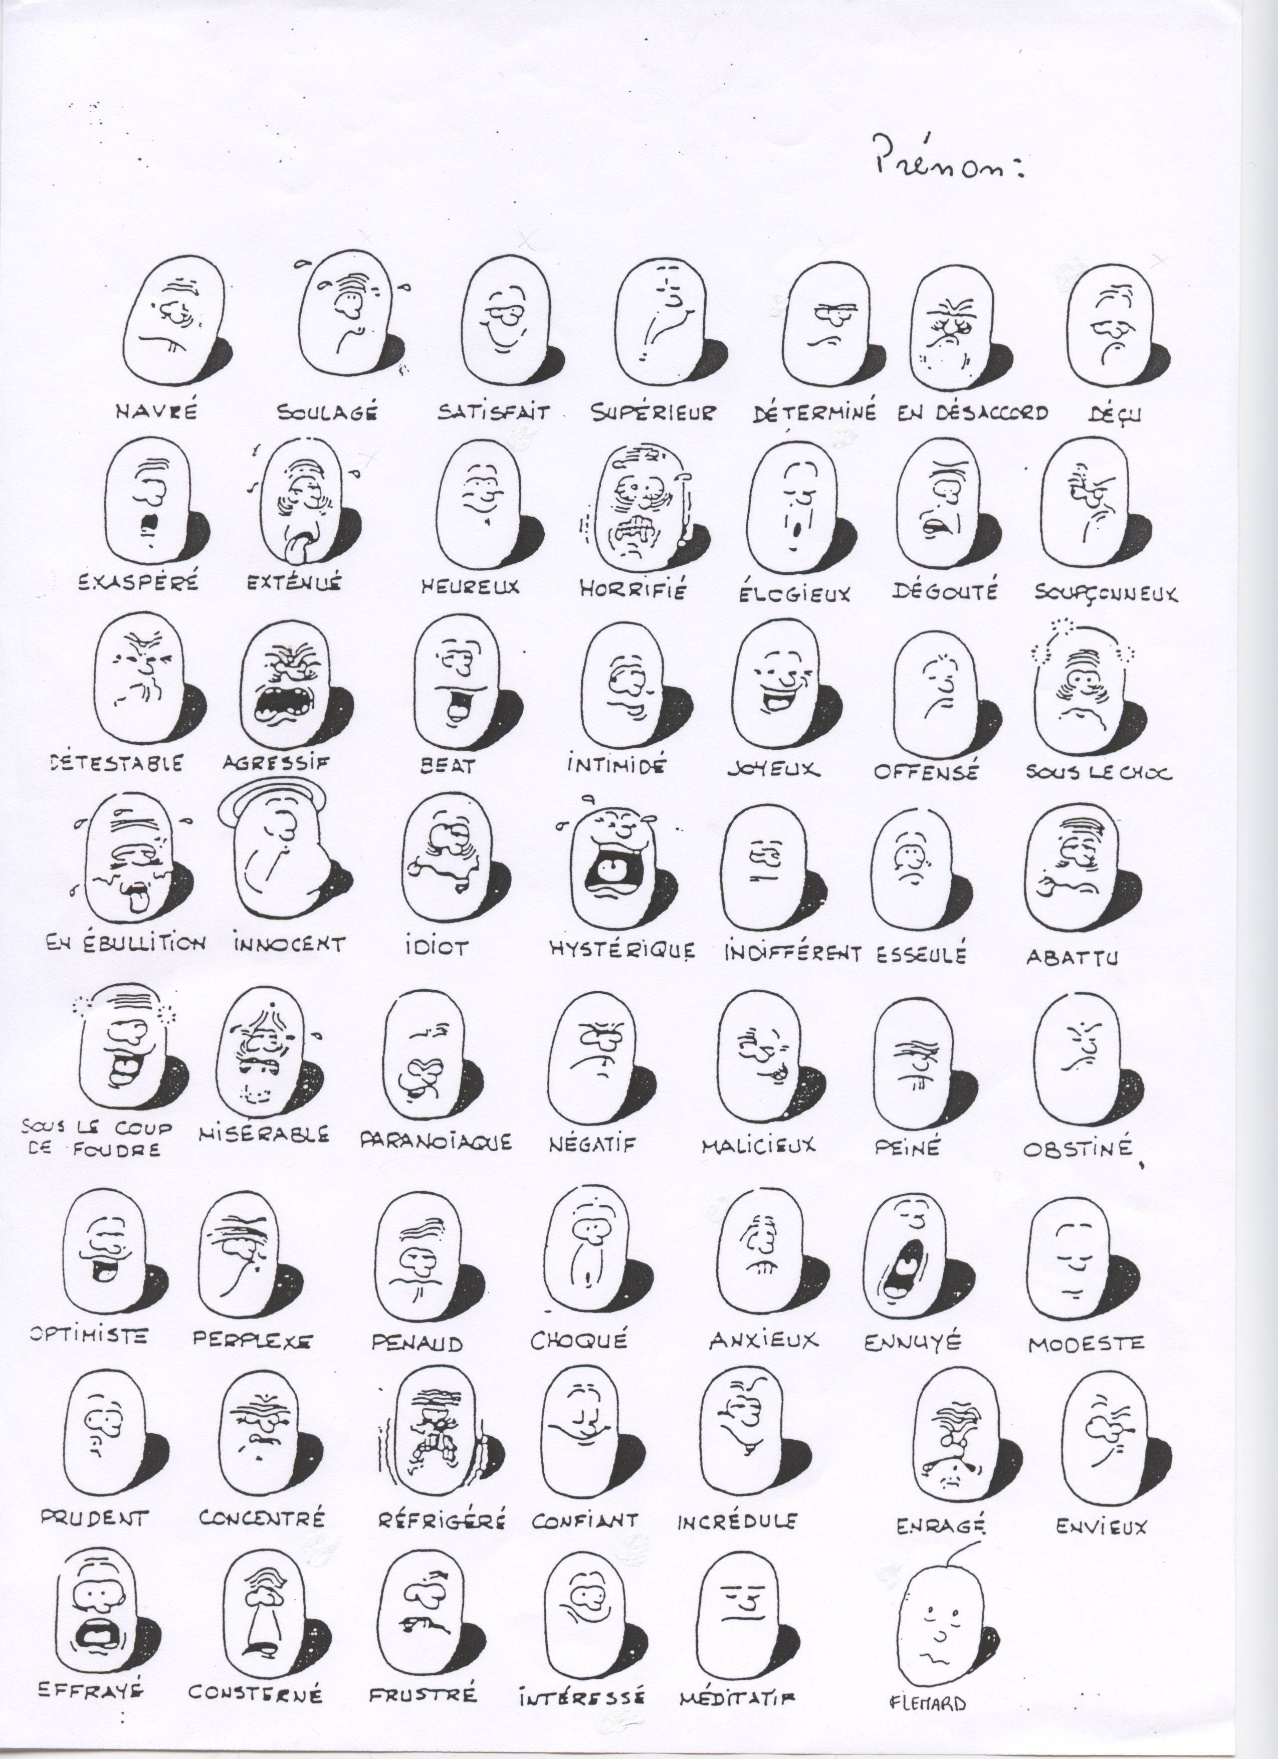 Prénon:
NAVRÉ SOULAGÉ SATISFAIT SUPÉRIEUR DÉTERMINÉ EN DÉSACCORD DÉÇU
EXASPÉRÉ EXTÉNUÉ HEUREUX HORRIFIÉ ÉLOGIEUX DÉGOUTÉ SOUPÇONNEUX
DÉTESTABLE AGRESSIF BEAT INTIMIDÉ JOYEUX OFFENSÉ SOUS LE CHOC
EN ÉBULLITION INNOCENT IDIOT HYSTÉRIQUE INDIFFÉRENT ESSEULÉ ABATTU
SOUS LE COUP DE FOUDRE MISÉRABLE PARANOÏAQUE NÉGATIF MALICIEUX PEINÉ OBSTINÉ
OPTIMISTE PERPLEXE PENAUD CHOQUÉ ANXIEUX ENNUYÉ MODESTE
PRUDENT CONCENTRÉ RÉFRIGÉRÉ CONFIANT INCRÉDULE ENRAGÉ ENVIEUX
EFFRAYÉ CONSTERNÉ FRUSTRÉ INTÉRESSÉ MÉDITATIF FLEMARD